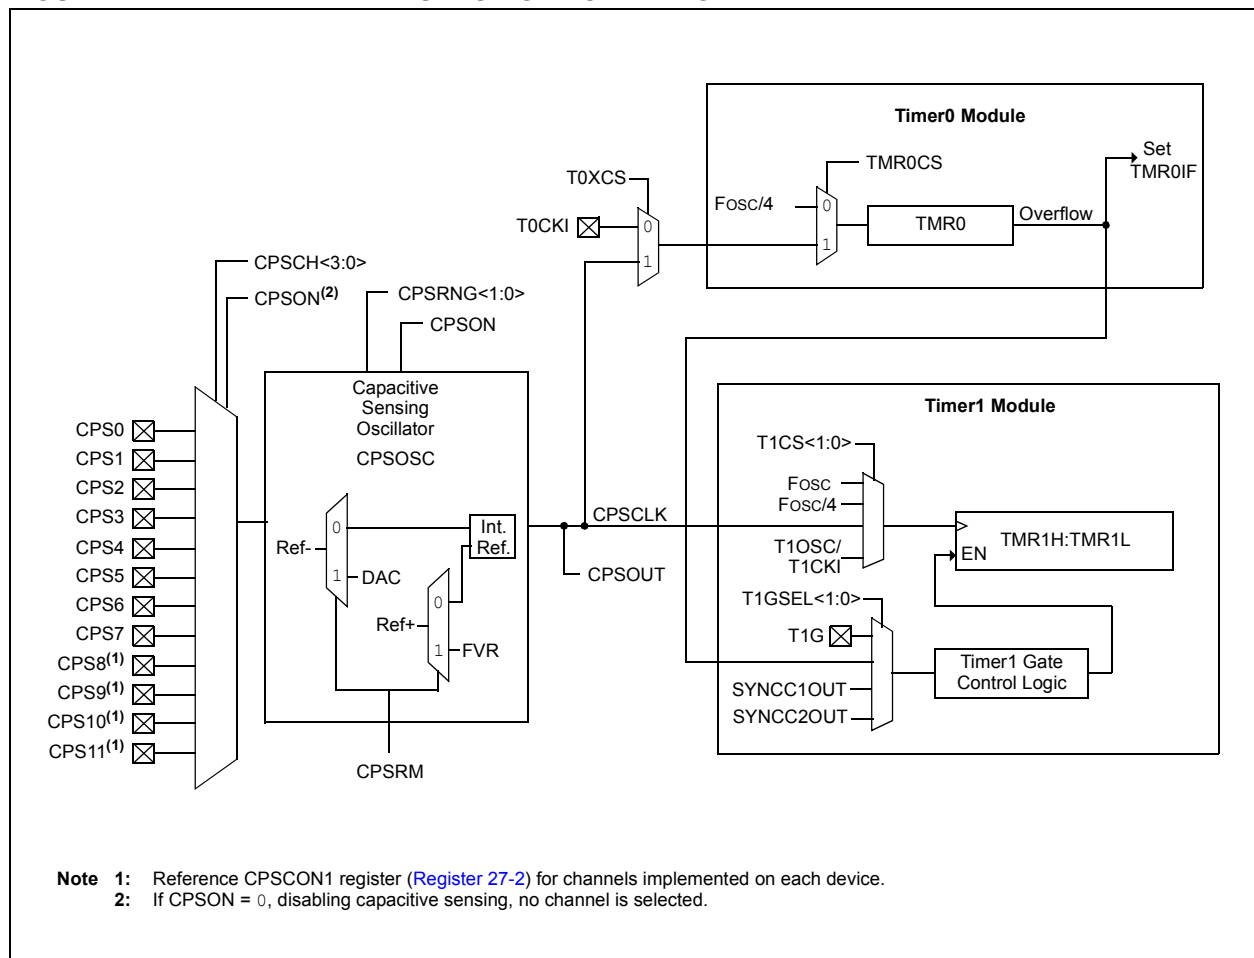 Timer0 Module
Set
TMR0IF
TMR0CS
T0XCS
FOSC/4
0
1
TMR0
Overflow
T0CKI
0
1
CPSCH<3:0>
CPSON(2)
CPSRNG<1:0>
CPSON
Capacitive
Sensing
Oscillator
CPSOSC
Timer1 Module
T1CS<1:0>
FOSC
FOSC/4
T1OSC/
T1CKI
EN
TMR1H:TMR1L
CPS0
CPS1
CPS2
CPS3
CPS4
CPS5
CPS6
CPS7
CPS8(1)
CPS9(1)
CPS10(1)
CPS11(1)
0
Ref-
1
DAC
Int.
Ref.
0
Ref+
1
FVR
CPSCLK
CPSOUT
CPSRM
T1GSEL<1:0>
T1G
SYNCC1OUT
SYNCC2OUT
Timer1 Gate
Control Logic
Note 1: Reference CPSCON1 register (Register 27-2) for channels implemented on each device.
2: If CPSON = 0, disabling capacitive sensing, no channel is selected.